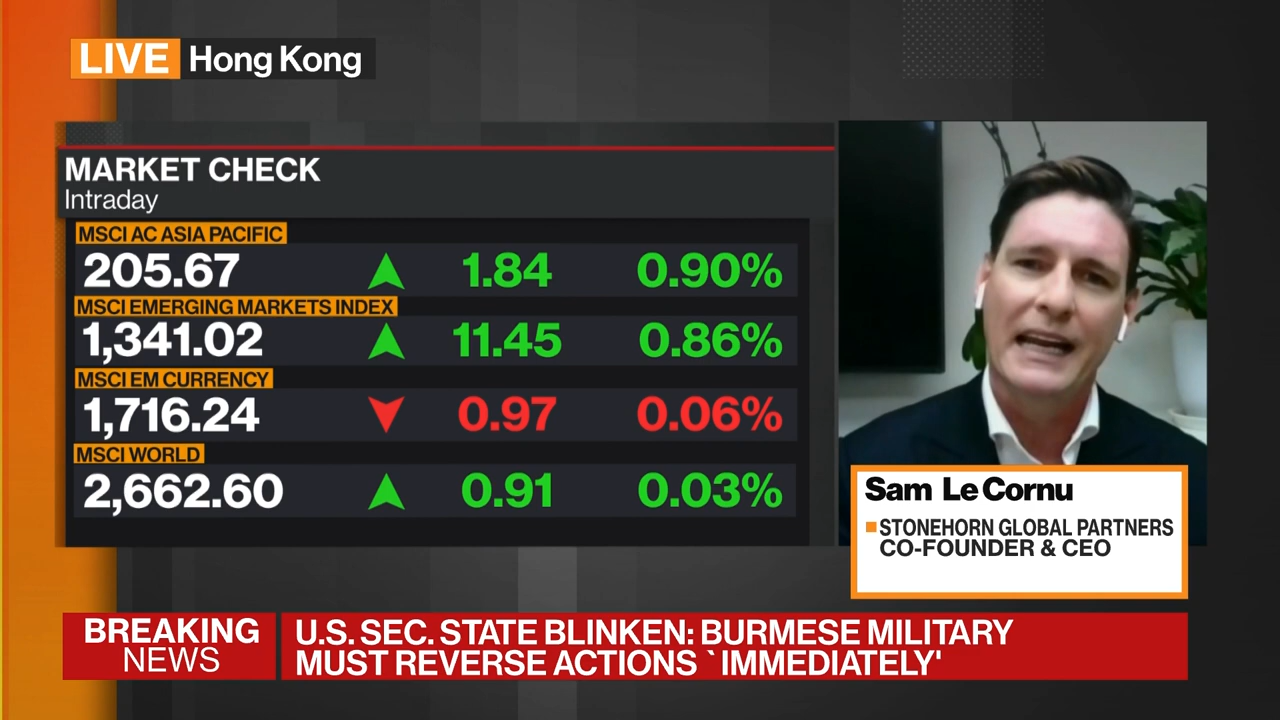 LIVE Hong Kong
MARKET CHECK
Intraday
MSCI AC ASIA PACIFIC
205.67 1.84 0.90%
MSCI EMERGING MARKETS INDEX
1,341.02 11.45 0.86%
MSCI EM CURRENCY
1,716.24 0.97 0.06%
MSCI WORLD
2,662.60 0.91 0.03%
Sam Le Cornu
STONEHORN GLOBAL PARTNERS
CO-FOUNDER & CEO
BREAKING
NEWS
U.S. SEC. STATE BLINKEN: BURMESE MILITARY
MUST REVERSE ACTIONS `IMMEDIATELY'